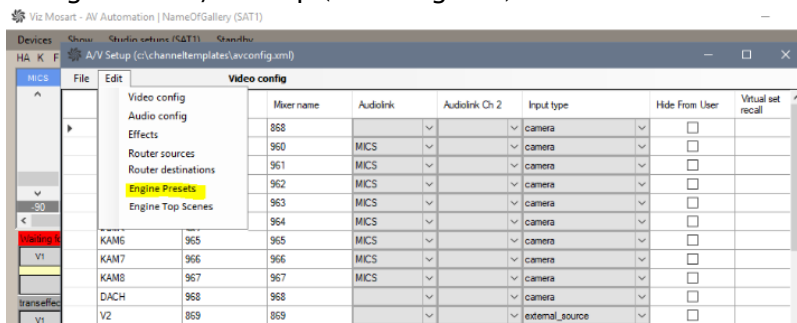 Viz Mosart - AV Automation | NameOfGallery (SAT1)
Devices Show Studio setups (SAT1) Standby
HA K F
A/V Setup (c:\channeltemplates\avconfig.xml)
MICS
File Edit Video config
Video config
Audio config
Effects
Router sources
Router destinations
Engine Presets
Engine Top Scenes
Mixer name Audiolink Audiolink Ch 2 Input type Hide From User Virtual set recall
868 camera
960 MICS camera
961 MICS camera
962 MICS camera
963 MICS camera
964 MICS camera
KAM6 965 965 MICS camera
KAM7 966 966 MICS camera
KAM8 967 967 MICS camera
DACH 968 968 camera
V2 869 869 external_source
-90
Waiting
V1
transeffec
V1